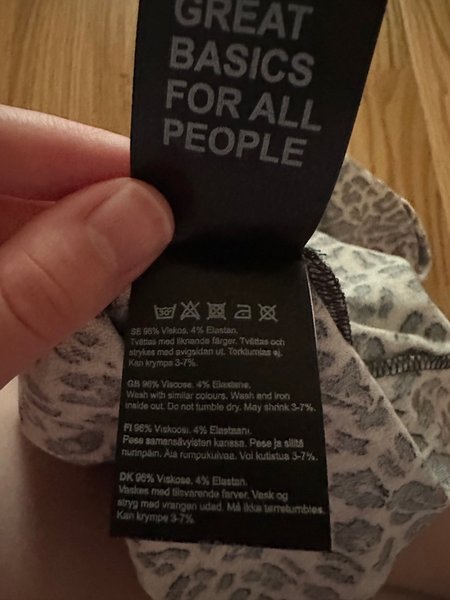 GREAT
BASICS
FOR ALL
PEOPLE
30°
SE 96% Viskos, 4% Elastan.
Tvättas med liknande färger. Tvättas och
strykes med avigsidan ut. Torktumlas ej.
Kan krympa 3-7%.
GB 96% Viscose, 4% Elastane.
Wash with similar colours. Wash and iron
inside out. Do not tumble dry. May shrink 3-7%.
FI 96% Viskoosi, 4% Elastaani.
Pese samansävyisten kanssa. Pese ja silitä
nurinpäin. Älä rumpukuivaa. Voi kutistua 3-7%.
DK 96% Viskose, 4% Elastan.
Vaskes med tilsvarende farver. Vask og
stryg med vrangen udad. Må ikke tørretumbles.
Kan krympe 3-7%.